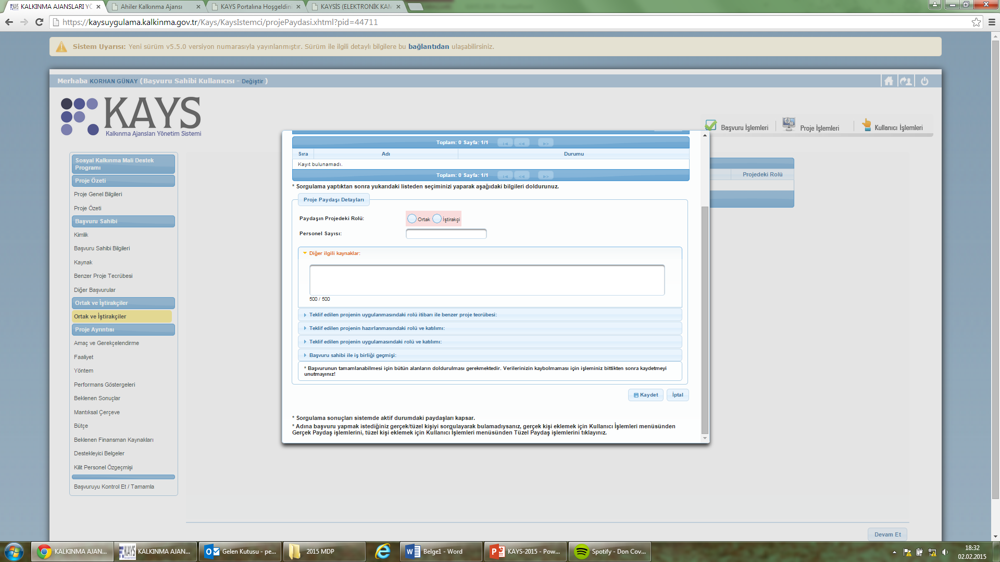 KALKINMA AJANSLARI YÖ
Ahiler Kalkınma Ajansı
KAYS Portalına Hoşgeldini
KAYSİS (ELEKTRONİK KAM
https://kaysuygulama.kalkinma.gov.tr/Kays/KaysIstemci/projePaydasi.xhtml?pid=44711
Sistem Uyarısı: Yeni sürüm v5.5.0 versiyon numarasıyla yayınlanmıştır. Sürüm ile ilgili detaylı bilgilere bu bağlantıdan ulaşabilirsiniz.
Merhaba KORHAN GÜNAY (Başvuru Sahibi Kullanıcısı - Değiştir )
KAYS
Kalkınma Ajansları Yönetim Sistemi
Başvuru İşlemleri
Proje İşlemleri
Kullanıcı İşlemleri
Sosyal Kalkınma Mali Destek
Programı
Proje Özeti
Proje Genel Bilgileri
Proje Özeti
Başvuru Sahibi
Kimlik
Başvuru Sahibi Bilgileri
Kaynak
Benzer Proje Tecrübesi
Diğer Başvurular
Ortak ve İştirakçiler
Ortak ve İştirakçiler
Proje Ayrıntısı
Amaç ve Gerekçelendirme
Faaliyet
Yöntem
Performans Göstergeleri
Beklenen Sonuçlar
Mantıksal Çerçeve
Bütçe
Beklenen Finansman Kaynakları
Destekleyici Belgeler
Kilit Personel Özgeçmişi
Başvuruyu Kontrol Et / Tamamla
Toplam: 0 Sayfa: 1/1
Sıra Adı Durumu
Kayıt bulunamadı.
Toplam: 0 Sayfa: 1/1
* Sorgulama yaptıktan sonra yukarıdaki listeden seçiminizi yaparak aşağıdaki bilgileri doldurunuz.
Proje Paydaşı Detayları
Paydaşın Projedeki Rolü: Ortak İştirakçi
Personel Sayısı:
Diğer ilgili kaynaklar:
500 / 500
Teklif edilen projenin uygulanmasındaki rolü itibarı ile benzer proje tecrübesi:
Teklif edilen projenin hazırlanmasındaki rolü ve katılımı:
Teklif edilen projenin uygulamasındaki rolü ve katılımı:
Başvuru sahibi ile iş birliği geçmişi:
* Başvurunun tamamlanabilmesi için bütün alanların doldurulması gerekmektedir. Verilerinizin kaybolmaması için işleminiz bittikten sonra kaydetmeyi
unutmayınız!
Kaydet
İptal
* Sorgulama sonuçları sistemde aktif durumdaki paydaşları kapsar.
* Adına başvuru yapmak istediğiniz gerçek/tüzel kişiyi sorgulayarak bulamadıysanız, gerçek kişi eklemek için Kullanıcı İşlemleri menüsünden
Gerçek Paydaş işlemlerini, tüzel kişi eklemek için Kullanıcı İşlemleri menüsünden Tüzel Paydaş işlemlerini tıklayınız.
Projedeki Rolü
Devam Et
KALKINMA AJAN...
KALKINMA AJAN...
Gelen Kutusu - pe...
2015 MDP
Belge1 - Word
KAYS-2015 - Pow...
Spotify - Don Cov...
18:32
02.02.2015